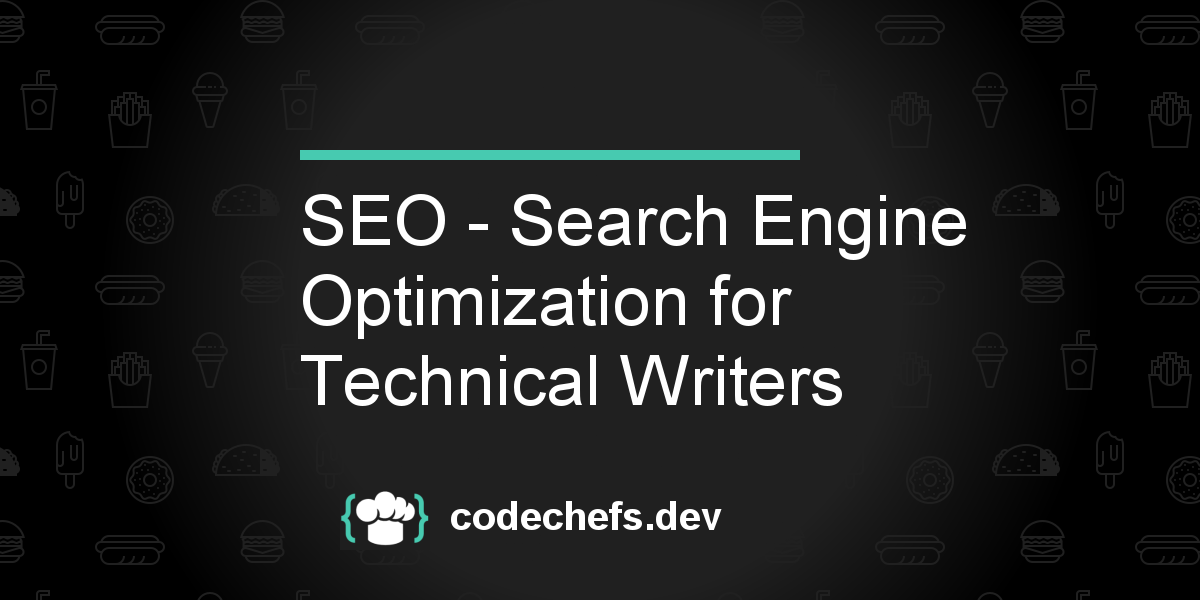 SEO - Search Engine
Optimization for
Technical Writers
codechefs.dev